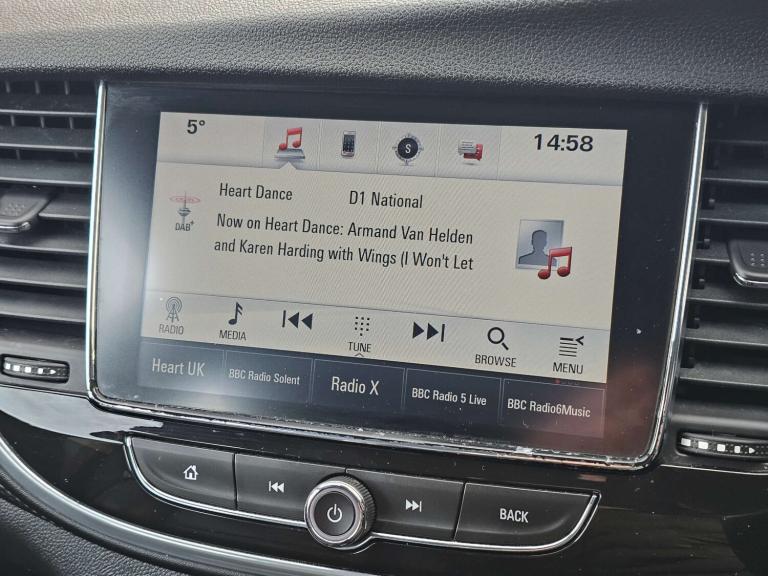 5°
S
14:58
Heart Dance D1 National
DAB+
Now on Heart Dance: Armand Van Helden
and Karen Harding with Wings (I Won't Let
RADIO MEDIA TUNE BROWSE MENU
Heart UK BBC Radio Solent Radio X BBC Radio 5 Live BBC Radio6Music
BACK